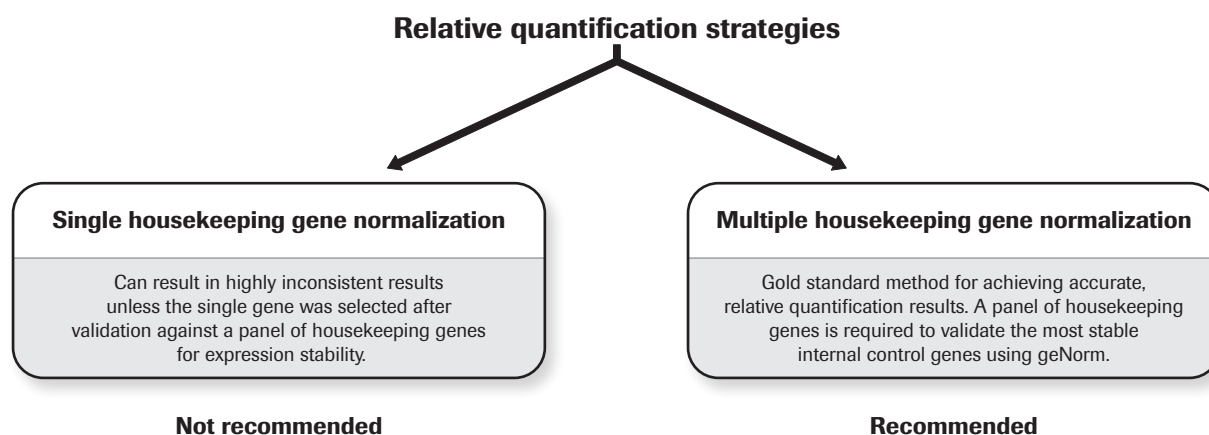 Relative quantification strategies
Single housekeeping gene normalization
Can result in highly inconsistent results
unless the single gene was selected after
validation against a panel of housekeeping genes
for expression stability.
Not recommended
Multiple housekeeping gene normalization
Gold standard method for achieving accurate,
relative quantification results. A panel of housekeeping
genes is required to validate the most stable
internal control genes using geNorm.
Recommended